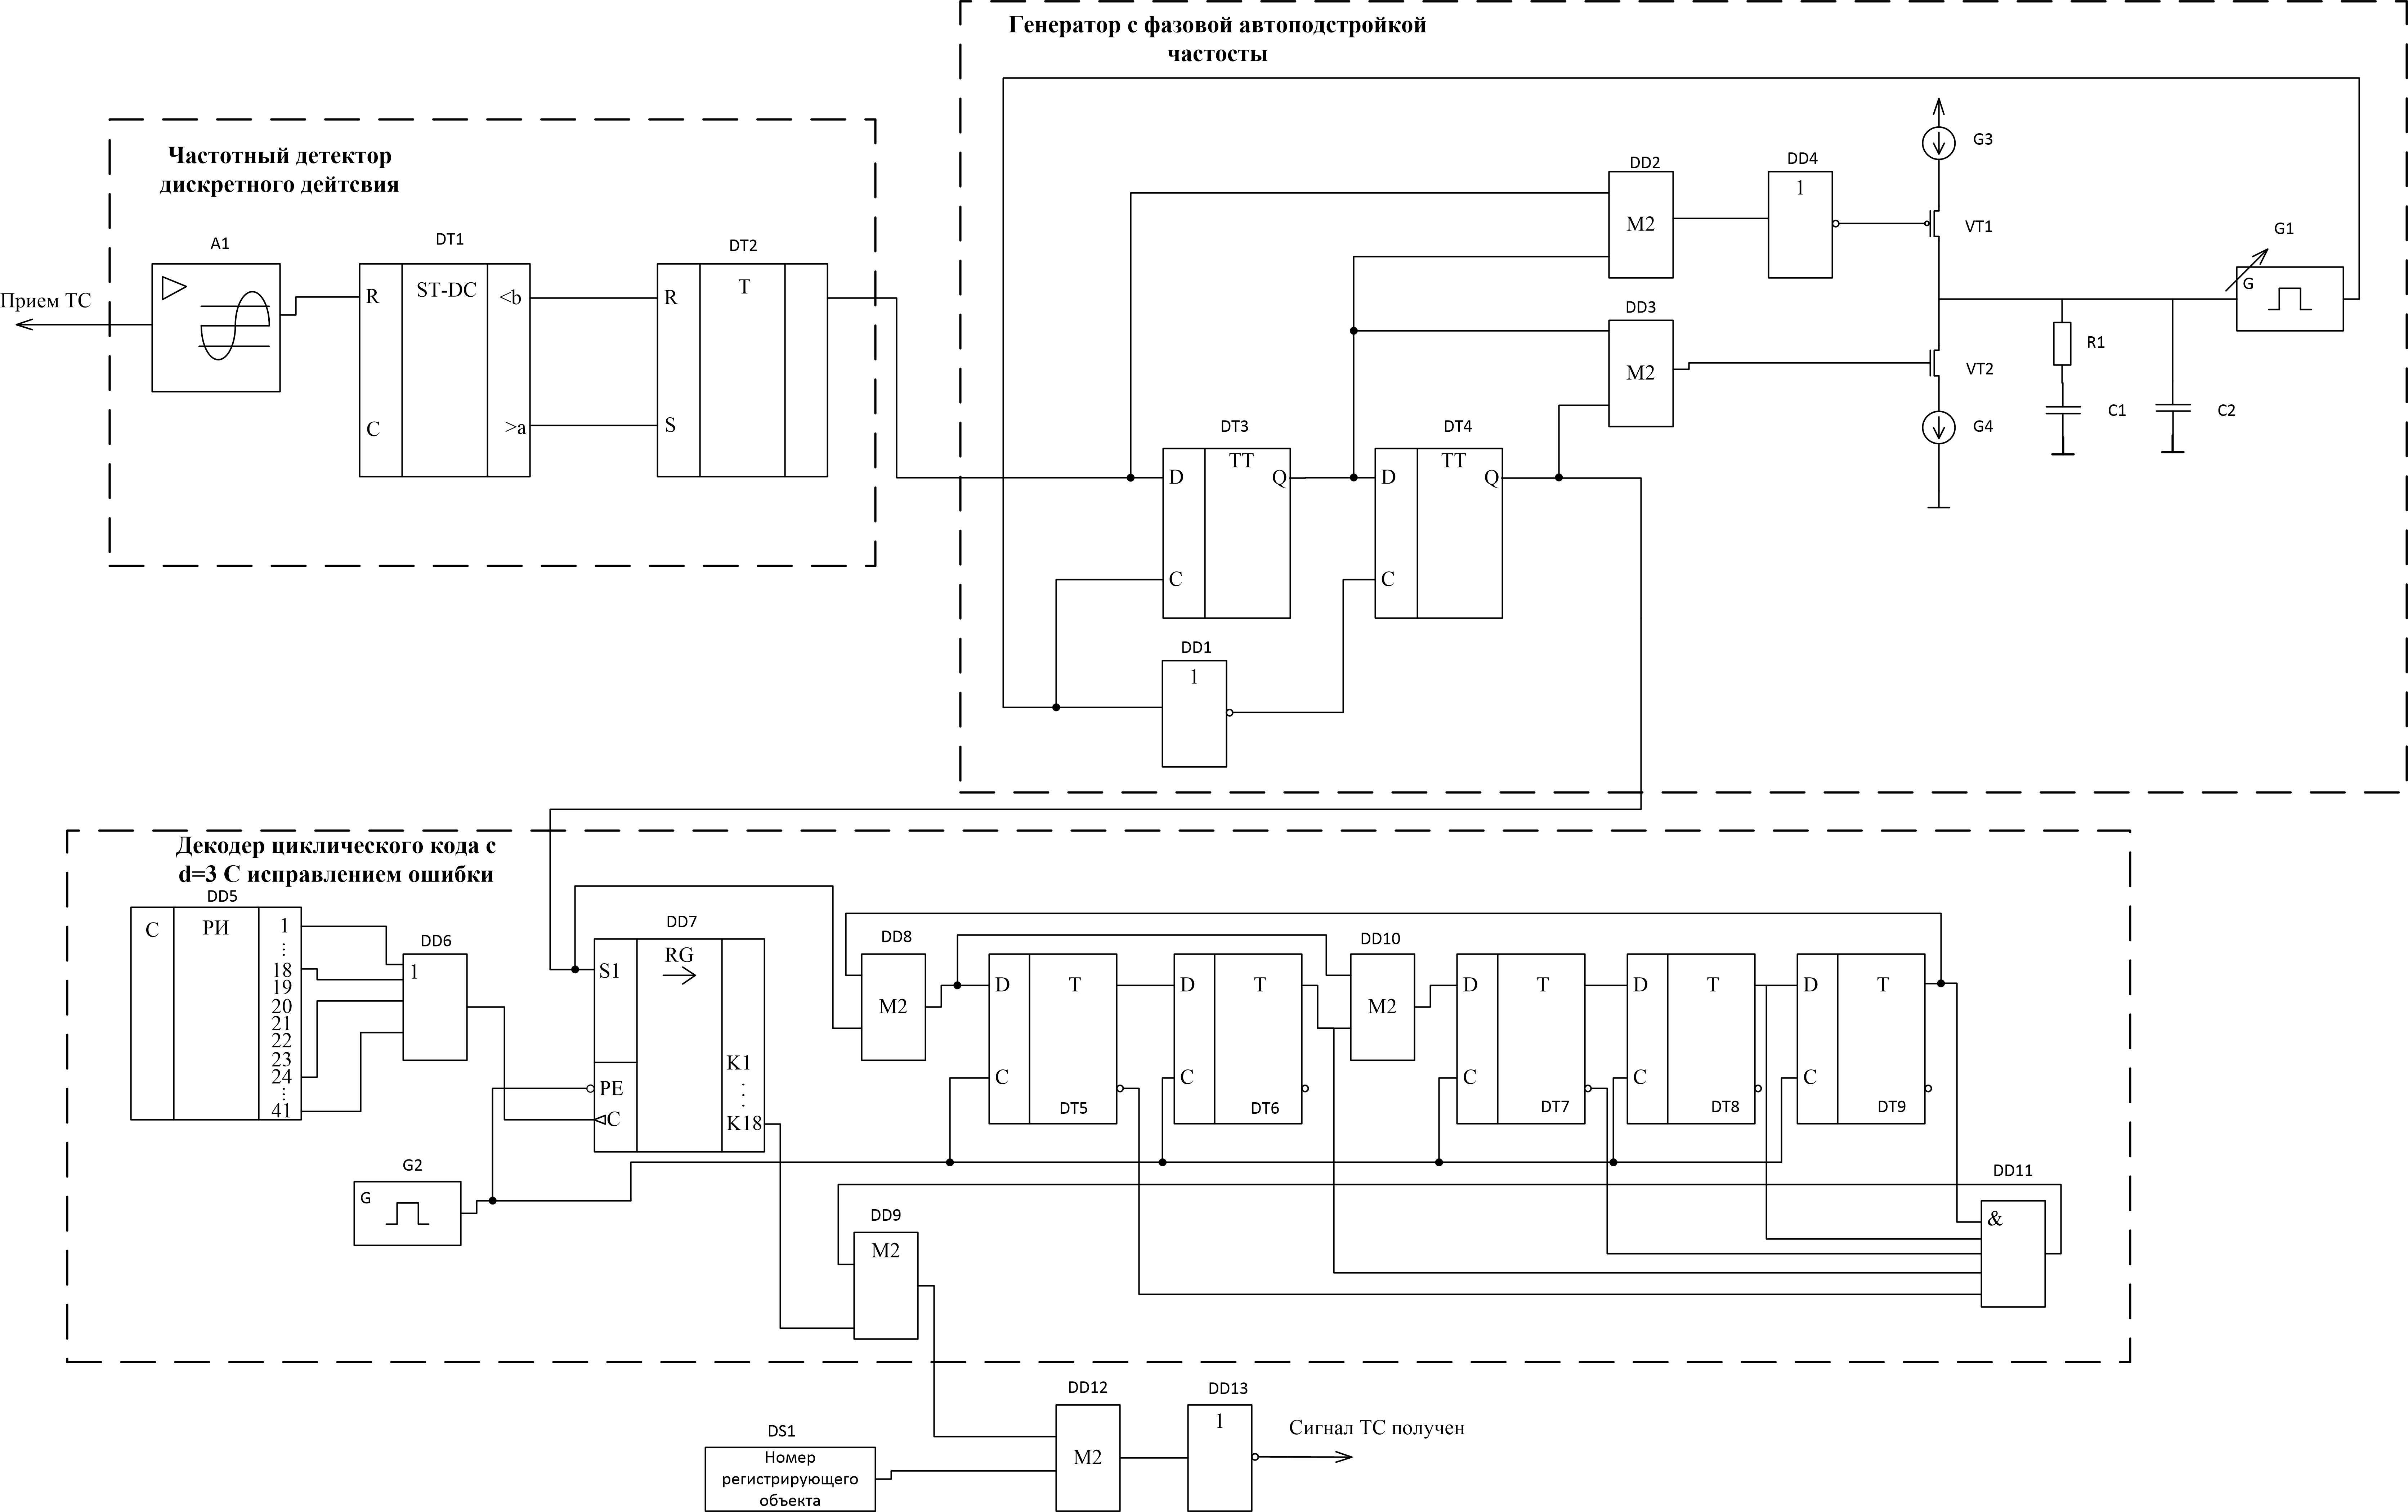 Генератор с фазовой автоподстройкой
частосты
Частотный детектор
дискретного дейтсвия
Прием ТС
A1
DT1
R
C
ST-DC
<b
>a
DT2
R
S
T
DD2
M2
DD4
1
G3
VT1
G1
G
DD3
M2
VT2
R1
G4
C1
C2
DT3
D
C
TT
Q
DT4
D
C
TT
Q
DD1
1
Декодер циклического кода с
d=3 С исправлением ошибки
DD5
C
РИ
1
⋮
18
19
20
21
22
23
24
⋮
41
DD6
1
DD7
S1
PE
C
RG
K1
⋮
K18
DD8
M2
D
C
T
DT5
D
C
T
DT6
DD10
M2
D
C
T
DT7
D
C
T
DT8
D
C
T
DT9
G2
G
DD9
M2
DD11
&
DD12
M2
DD13
1
Сигнал ТС получен
DS1
Номер
регистрирующего
объекта